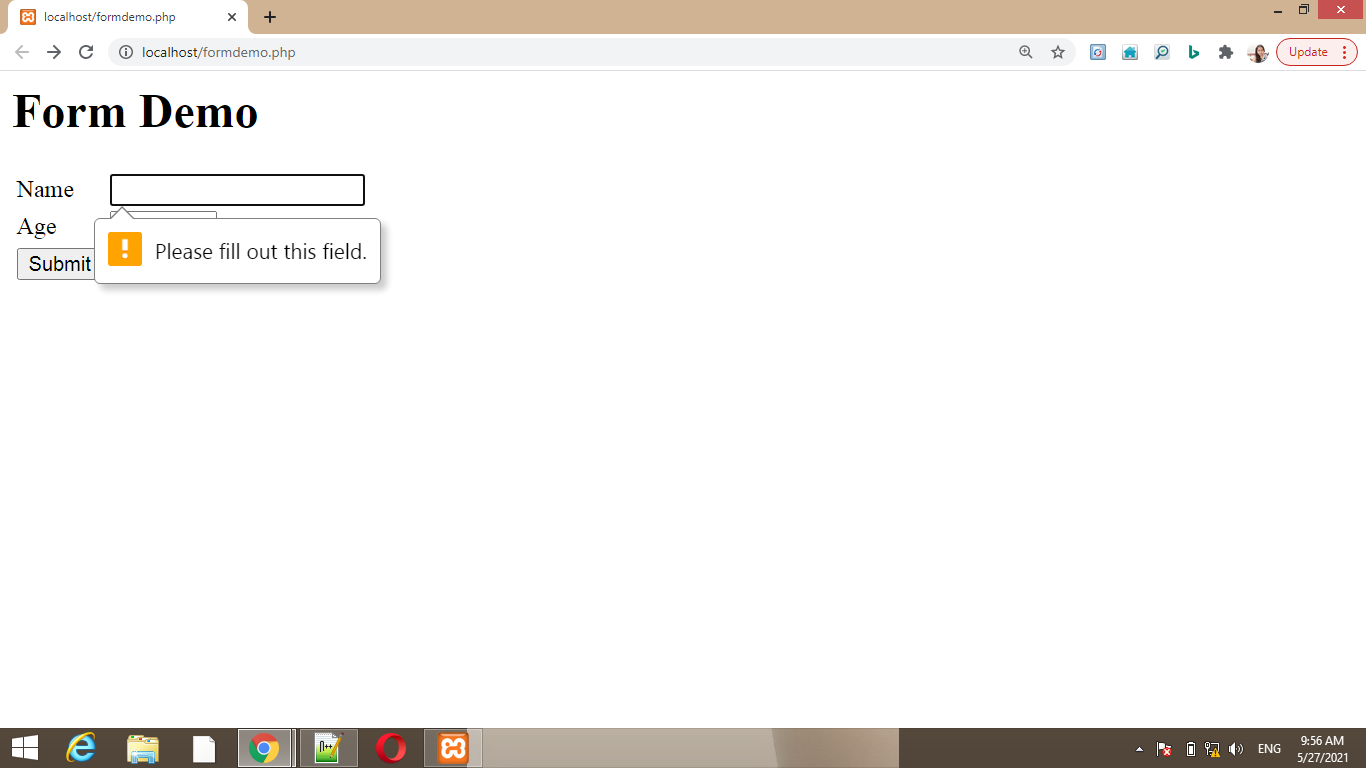 localhost/formdemo.php
localhost/formdemo.php
Update
Form Demo
Name
Age
Please fill out this field.
Submit
ENG
9:56 AM
5/27/2021